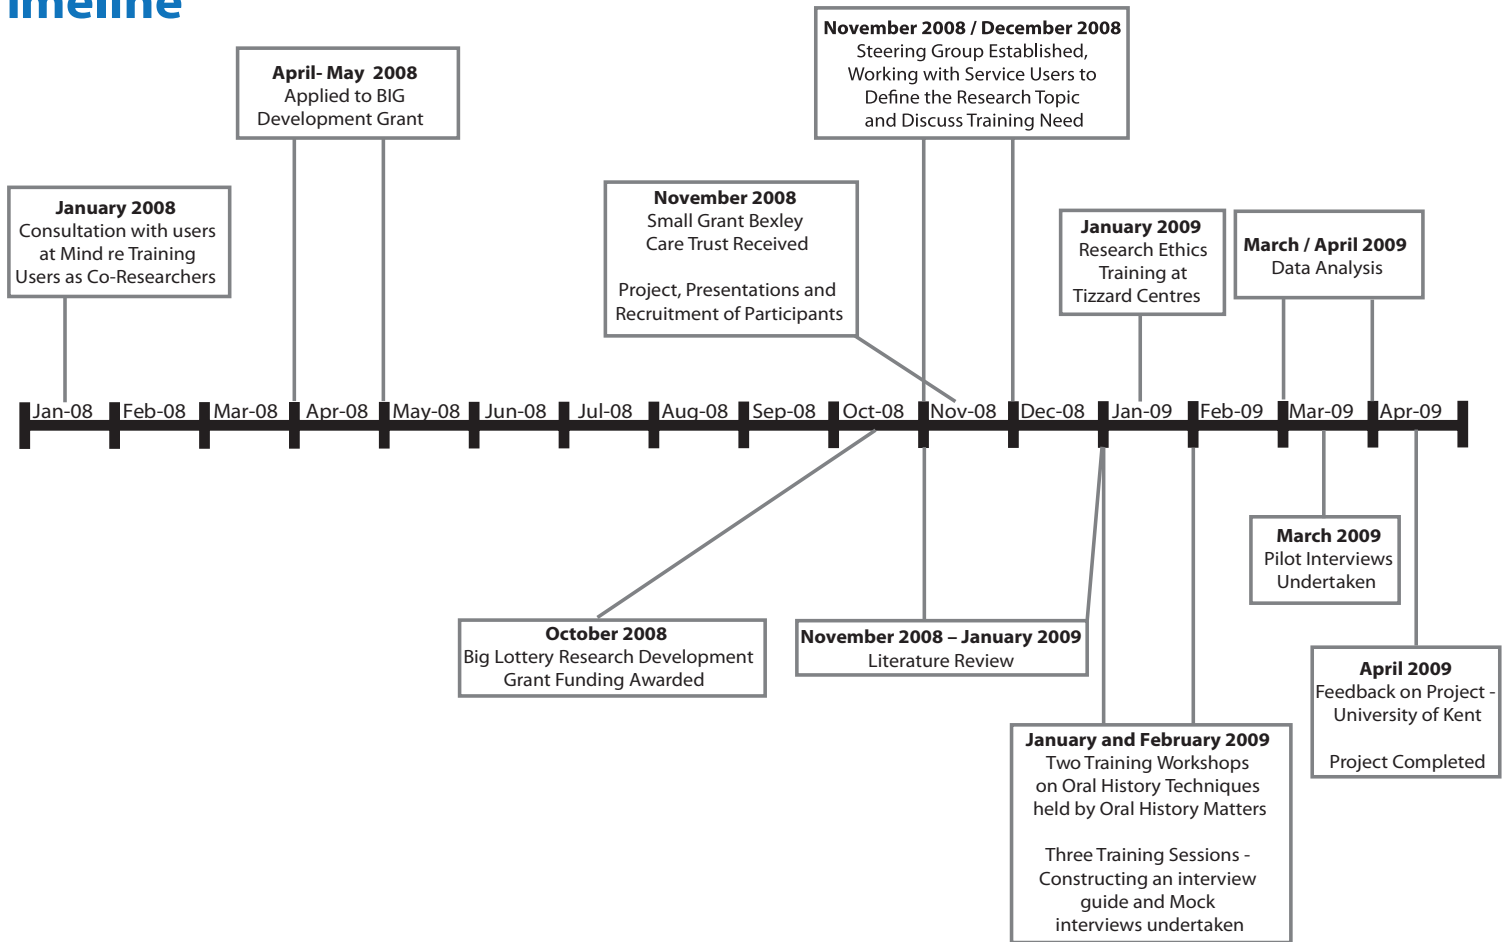 imeline
November 2008 / December 2008
Steering Group Established,
Working with Service Users to
Define the Research Topic
and Discuss Training Need
April- May 2008
Applied to BIG
Development Grant
November 2008
Small Grant Bexley
Care Trust Received
Project, Presentations and
Recruitment of Participants
January 2008
Consultation with users
at Mind re Training
Users as Co-Researchers
January 2009
Research Ethics
Training at
Tizzard Centres
March / April 2009
Data Analysis
Jan-08 Feb-08 Mar-08 Apr-08 May-08 Jun-08 Jul-08 Aug-08 Sep-08 Oct-08 Nov-08 Dec-08 Jan-09 Feb-09 Mar-09 Apr-09
March 2009
Pilot Interviews
Undertaken
October 2008
Big Lottery Research Development
Grant Funding Awarded
November 2008 – January 2009
Literature Review
April 2009
Feedback on Project -
University of Kent
Project Completed
January and February 2009
Two Training Workshops
on Oral History Techniques
held by Oral History Matters
Three Training Sessions -
Constructing an interview
guide and Mock
interviews undertaken